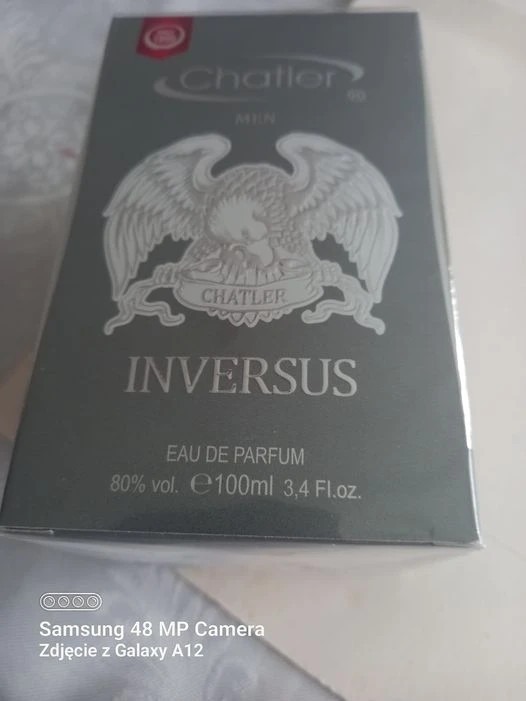 Chatler
MEN
CHATLER
INVERSUS
EAU DE PARFUM
80% vol. ℮100ml 3,4 Fl.oz.
Samsung 48 MP Camera
Zdjęcie z Galaxy A12